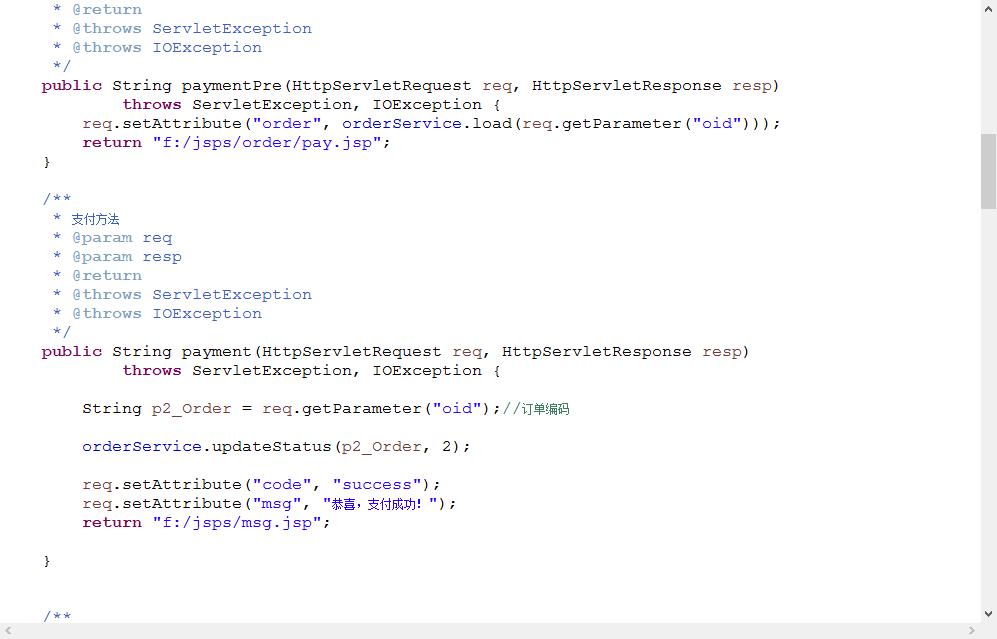 * @return
* @throws ServletException
* @throws IOException
*/
public String paymentPre(HttpServletRequest req, HttpServletResponse resp)
throws ServletException, IOException {
req.setAttribute("order", orderService.load(req.getParameter("oid")));
return "f:/jsps/order/pay.jsp";
}
/**
* 支付方法
* @param req
* @param resp
* @return
* @throws ServletException
* @throws IOException
*/
public String payment(HttpServletRequest req, HttpServletResponse resp)
throws ServletException, IOException {
String p2_Order = req.getParameter("oid");//订单编码
orderService.updateStatus(p2_Order, 2);
req.setAttribute("code", "success");
req.setAttribute("msg", "恭喜，支付成功！");
return "f:/jsps/msg.jsp";
}
/**